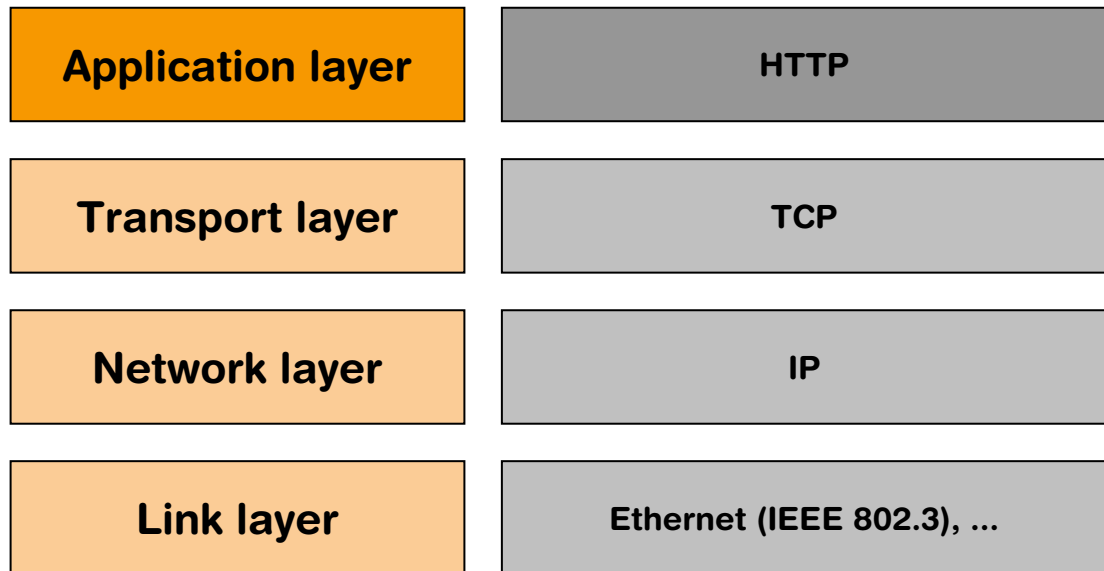 Application layer
HTTP
Transport layer
TCP
Network layer
IP
Link layer
Ethernet (IEEE 802.3), ...